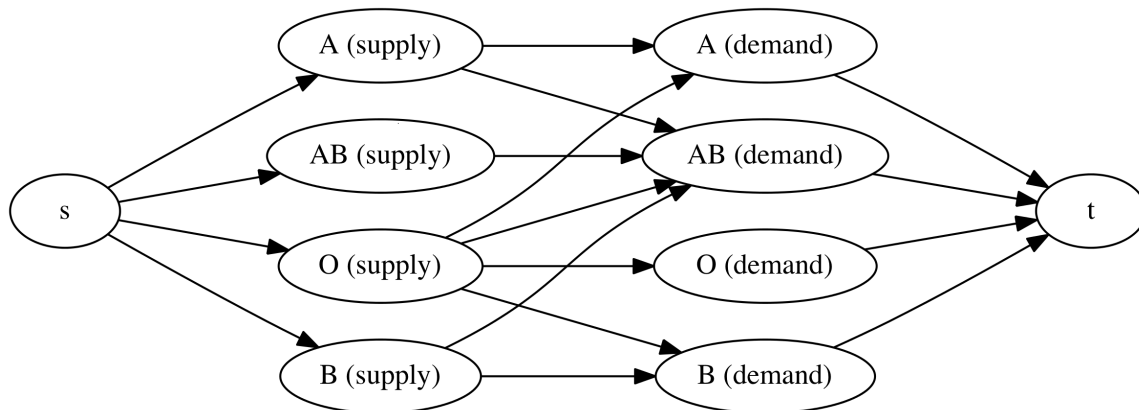 A (supply)
A (demand)
AB (supply)
AB (demand)
s
t
O (supply)
O (demand)
B (supply)
B (demand)